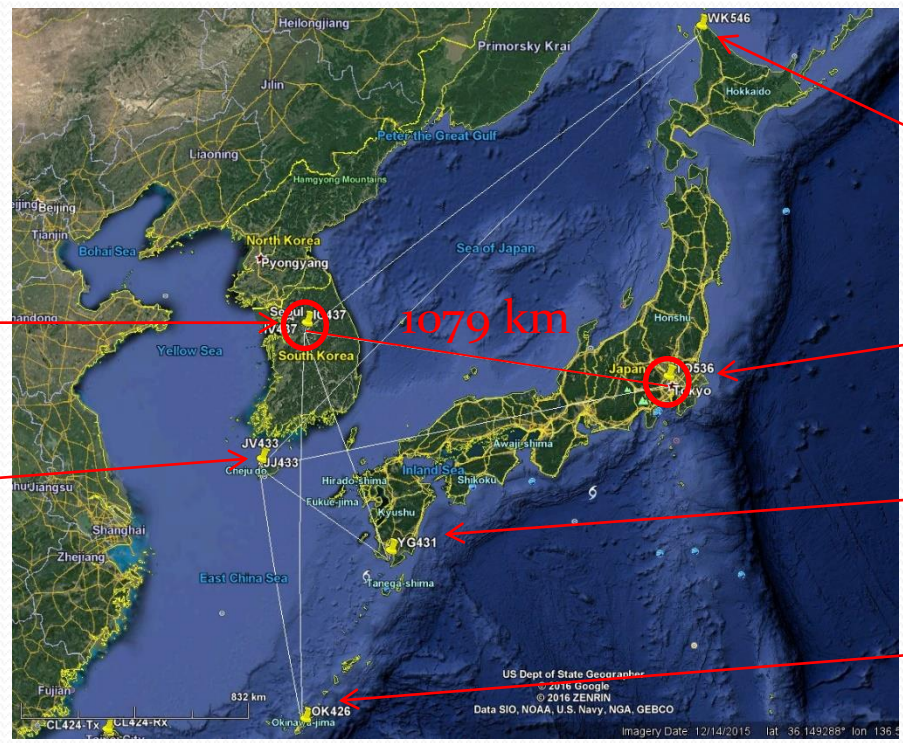 WK546
Heilongjiang
Primorsky Krai
Hokkaido
Jilin
Peter the Great Gulf
Liaoning
Hamgyong Mountains
Beijing
Tianjin
Bohai Sea
North Korea
Pyongyang
Sea of Japan
Seoul
IC437
1079 km
Honshu
Yellow Sea
South Korea
Japan
Tokyo
JV433
JJ433
Cheju do
Awaji-shima
Inland Sea
Hirado-shima
Shikoku
Jiangsu
Fukue-jima
Kyushu
Shanghai
YG431
Zhejiang
East China Sea
Tanega-shima
US Dept of State Geographer
© 2016 Google
© 2016 ZENRIN
Data SIO, NOAA, U.S. Navy, NGA, GEBCO
Fujian
832 km
OK426
CL424-Tx
CL424-Rx
Imagery Date 12/14/2015 lat 36.149288° lon 136.5